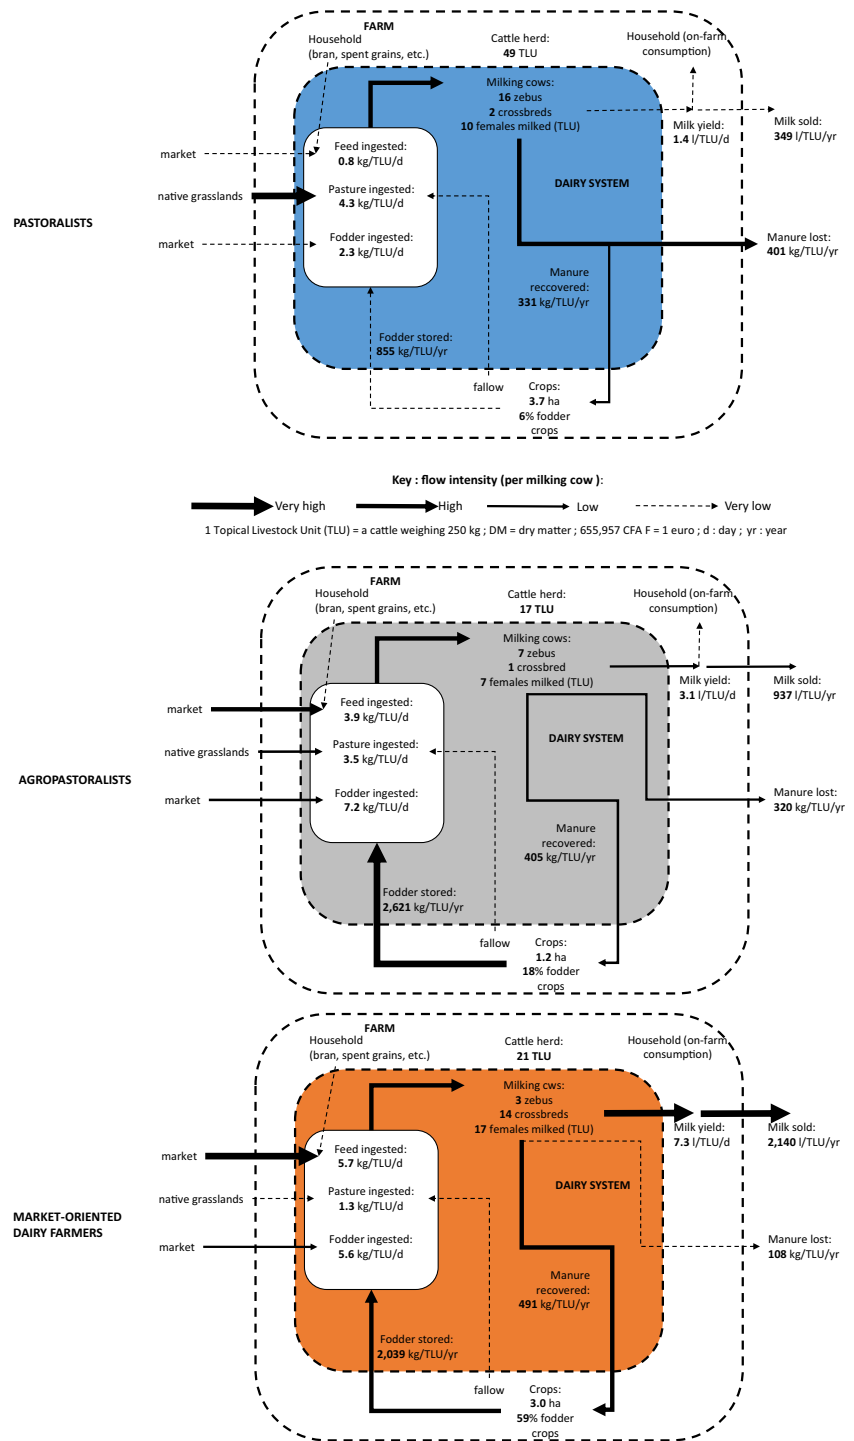 FARM
Household
(bran, spent grains, etc.)
Cattle herd:
49 TLU
Household (on-farm
consumption)
Milking cows:
16 zebus
2 crossbreds
10 females milked (TLU)
Milk yield:
1.4 l/TLU/d
Milk sold:
349 l/TLU/yr
market
Feed ingested:
0.8 kg/TLU/d
native grasslands
Pasture ingested:
4.3 kg/TLU/d
DAIRY SYSTEM
PASTORALISTS
market
Fodder ingested:
2.3 kg/TLU/d
Manure lost:
401 kg/TLU/yr
Manure
reccovered:
331 kg/TLU/yr
Fodder stored:
855 kg/TLU/yr
fallow
Crops:
3.7 ha
6% fodder
crops
Key : flow intensity (per milking cow ):
Very high
High
Low
Very low
1 Topical Livestock Unit (TLU) = a cattle weighing 250 kg ; DM = dry matter ; 655,957 CFA F = 1 euro ; d : day ; yr : year
FARM
Household
(bran, spent grains, etc.)
Cattle herd:
17 TLU
Household (on-farm
consumption)
Milking cows:
7 zebus
1 crossbred
7 females milked (TLU)
Milk yield:
3.1 l/TLU/d
Milk sold:
937 l/TLU/yr
market
Feed ingested:
3.9 kg/TLU/d
native grasslands
Pasture ingested:
3.5 kg/TLU/d
DAIRY SYSTEM
AGROPASTORALISTS
market
Fodder ingested:
7.2 kg/TLU/d
Manure lost:
320 kg/TLU/yr
Manure
recovered:
405 kg/TLU/yr
Fodder stored:
2,621 kg/TLU/yr
fallow
Crops:
1.2 ha
18% fodder
crops
FARM
Household
(bran, spent grains, etc.)
Cattle herd:
21 TLU
Household (on-farm
consumption)
Milking cws:
3 zebus
14 crossbreds
17 females milked (TLU)
Milk yield:
7.3 l/TLU/d
Milk sold:
2,140 l/TLU/yr
market
Feed ingested:
5.7 kg/TLU/d
native grasslands
Pasture ingested:
1.3 kg/TLU/d
DAIRY SYSTEM
MARKET-ORIENTED
DAIRY FARMERS
market
Fodder ingested:
5.6 kg/TLU/d
Manure lost:
108 kg/TLU/yr
Manure
recovered:
491 kg/TLU/yr
Fodder stored:
2,039 kg/TLU/yr
fallow
Crops:
3.0 ha
59% fodder
crops